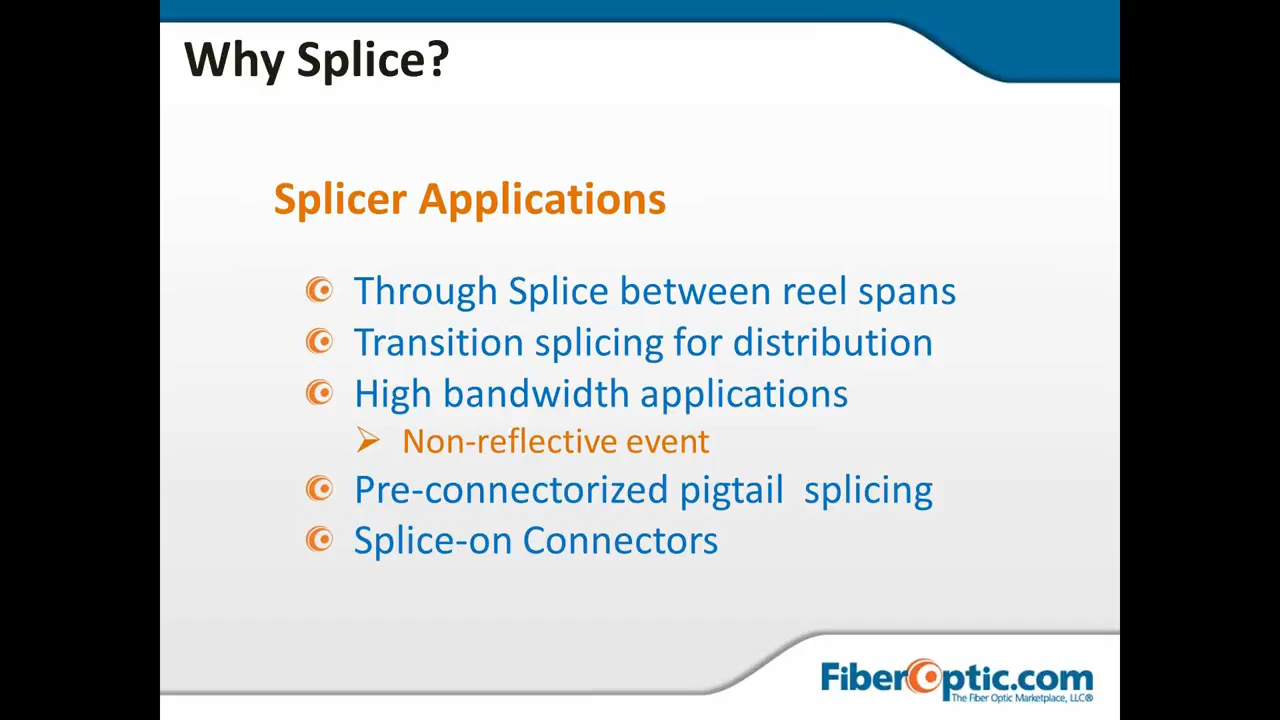 Why Splice?
Splicer Applications
Through Splice between reel spans
Transition splicing for distribution
High bandwidth applications
Non-reflective event
Pre-connectorized pigtail splicing
Splice-on Connectors
FiberOptic.com
The Fiber Optic Marketplace, LLC®